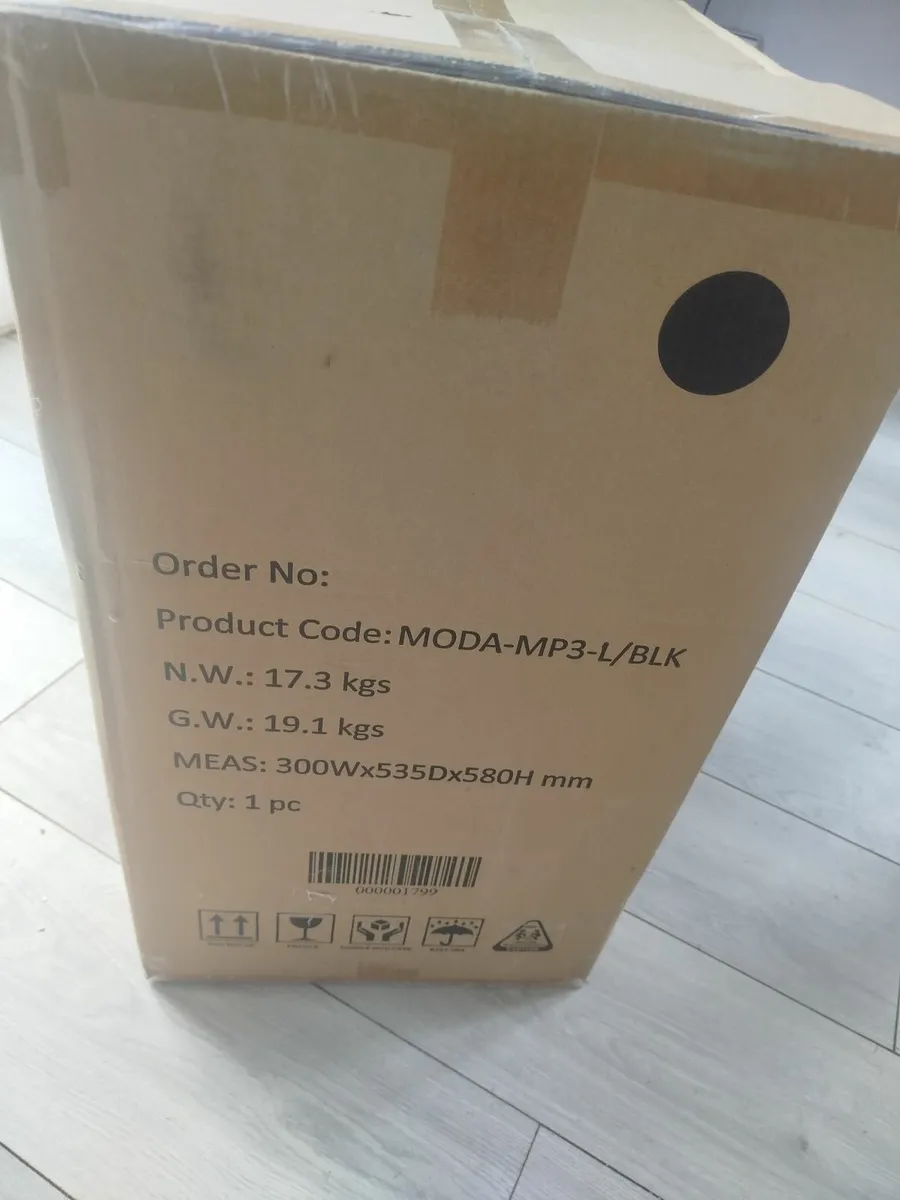 Order No:
Product Code: MODA-MP3-L/BLK
N.W.: 17.3 kgs
G.W.: 19.1 kgs
MEAS: 300Wx535Dx580H mm
Qty: 1 pc
000001799